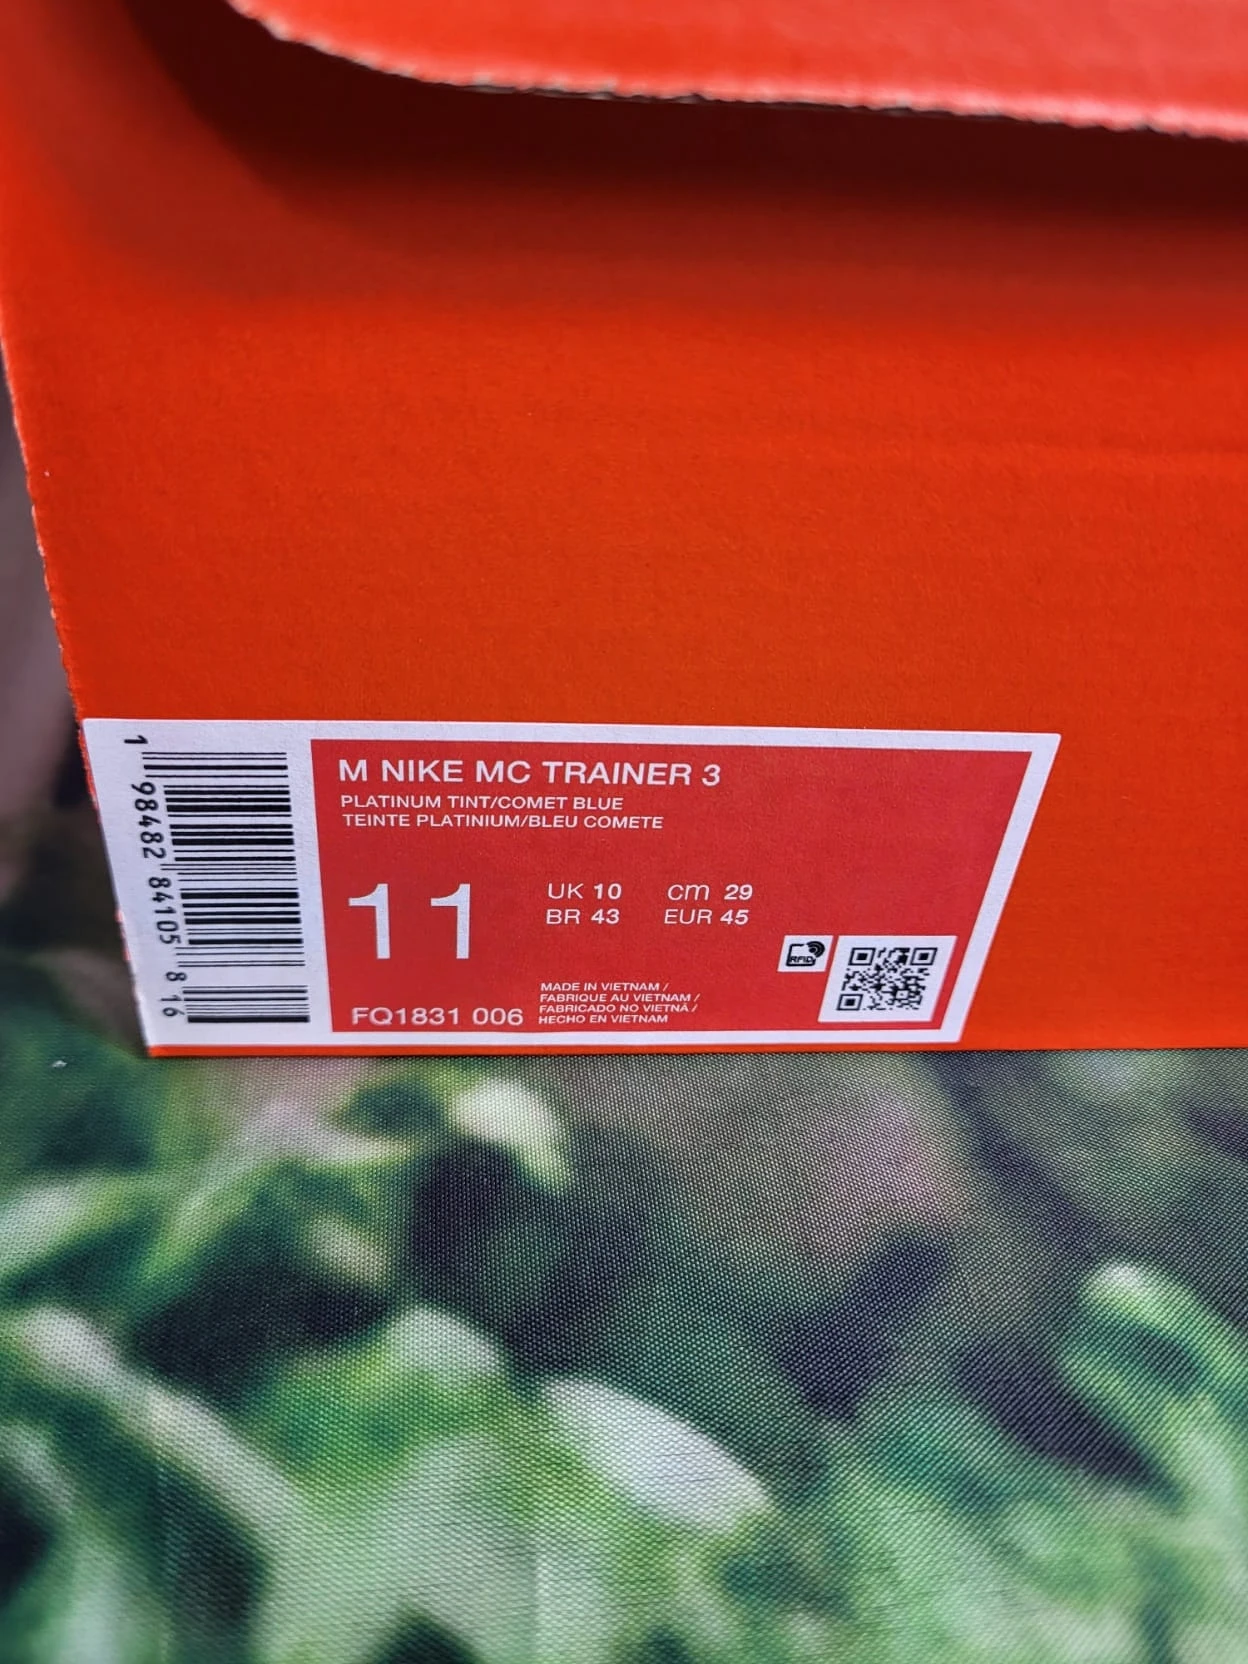 M NIKE MC TRAINER 3
PLATINUM TINT/COMET BLUE
TEINTE PLATINIUM/BLEU COMETE
11
UK 10 cm 29
BR 43 EUR 45
RFID
FQ1831 006
MADE IN VIETNAM /
FABRIQUE AU VIETNAM /
FABRICADO NO VIETNÃ /
HECHO EN VIETNAM
1 98482 84105 8 16